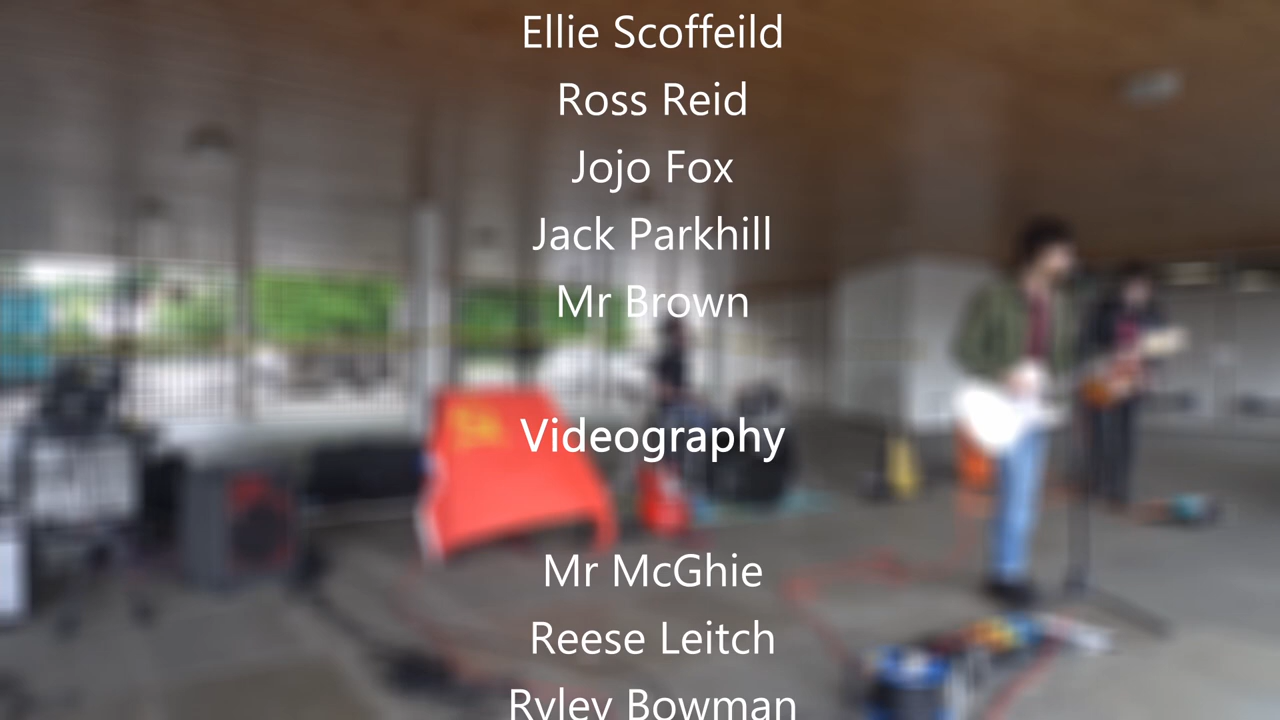 Ellie Scoffeild
Ross Reid
Jojo Fox
Jack Parkhill
Mr Brown
Videography
Mr McGhie
Reese Leitch
Ryley Bowman